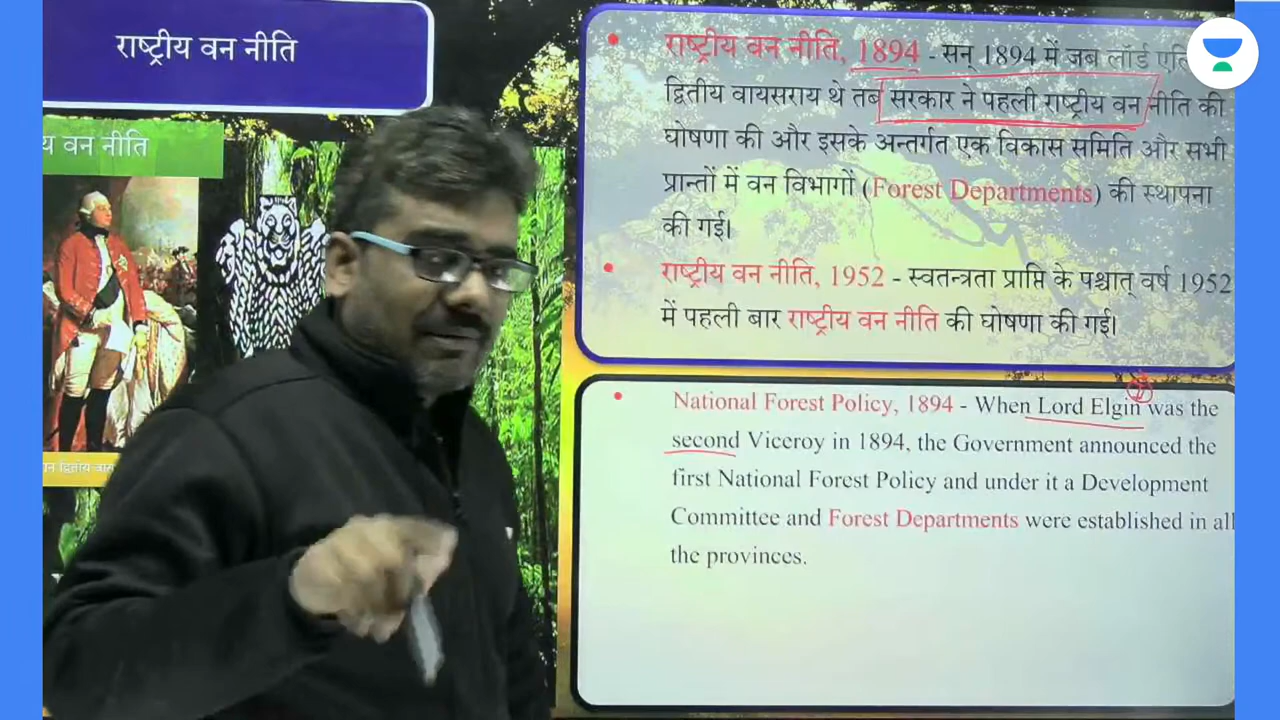 राष्ट्रीय वन नीति
य वन नीति
राष्ट्रीय वन नीति, 1894 - सन् 1894 में जब लॉर्ड
द्वितीय वायसराय थे तब सरकार ने पहली राष्ट्रीय वन नीति की
घोषणा की और इसके अन्तर्गत एक विकास समिति और सभी
प्रान्तों में वन विभागों (Forest Departments) की स्थापना
की गई।
राष्ट्रीय वन नीति, 1952 - स्वतन्त्रता प्राप्ति के पश्चात् वर्ष 1952
में पहली बार राष्ट्रीय वन नीति की घोषणा की गई।
National Forest Policy, 1894 - When Lord Elgin was the
second Viceroy in 1894, the Government announced the
first National Forest Policy and under it a Development
Committee and Forest Departments were established in all
the provinces.